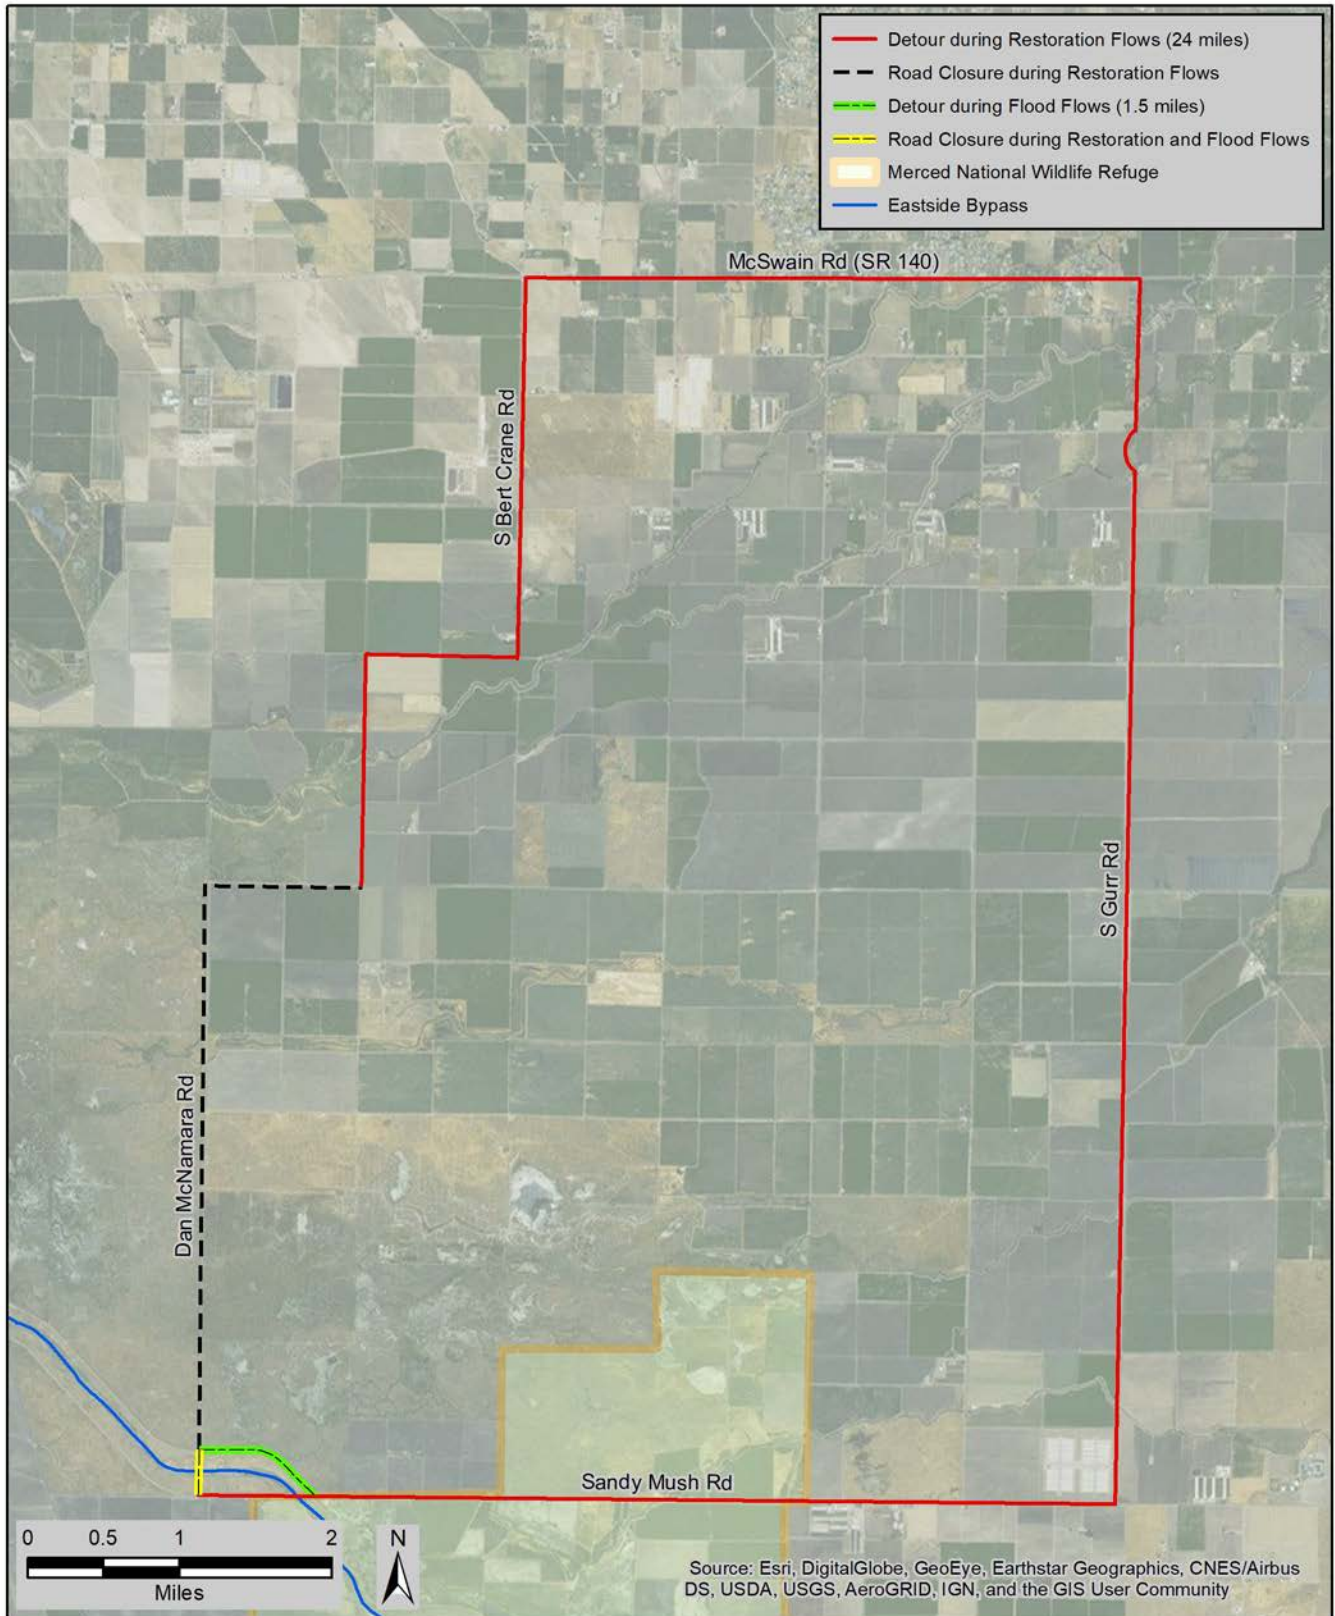 Detour during Restoration Flows (24 miles)
Road Closure during Restoration Flows
Detour during Flood Flows (1.5 miles)
Road Closure during Restoration and Flood Flows
Merced National Wildlife Refuge
Eastside Bypass
McSwain Rd (SR 140)
S Bert Crane Rd
S Gurr Rd
Dan McNamara Rd
Sandy Mush Rd
0 0.5 1 2
Miles
N
Source: Esri, DigitalGlobe, GeoEye, Earthstar Geographics, CNES/Airbus
DS, USDA, USGS, AeroGRID, IGN, and the GIS User Community